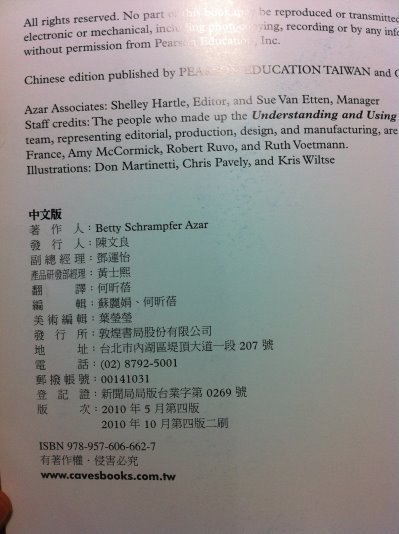 All rights reserved. No part of this book may be reproduced or transmitted
electronic or mechanical, including photocopying, recording or by any info
without permission from Pearson Education, Inc.
Chinese edition published by PEARSON EDUCATION TAIWAN and C
Azar Associates: Shelley Hartle, Editor, and Sue Van Etten, Manager
Staff credits: The people who made up the Understanding and Using
team, representing editorial, production, design, and manufacturing, are
France, Amy McCormick, Robert Ruvo, and Ruth Voetmann.
Illustrations: Don Martinetti, Chris Pavely, and Kris Wiltse
中文版
著作人：Betty Schrampfer Azar
發行人：陳文良
副總經理：鄧運怡
產品研發部經理：黃士熙
翻譯：何昕蓓
編輯：蘇麗娟、何昕蓓
美術編輯：葉瑩瑩
發行所：敦煌書局股份有限公司
地址：台北市內湖區堤頂大道一段 207 號
電話：(02) 8792-5001
郵撥帳號：00141031
登記證：新聞局局版台業字第 0269 號
版次：2010 年 5 月第四版
2010 年 10 月第四版二刷
ISBN 978-957-606-662-7
有著作權‧侵害必究
www.cavesbooks.com.tw